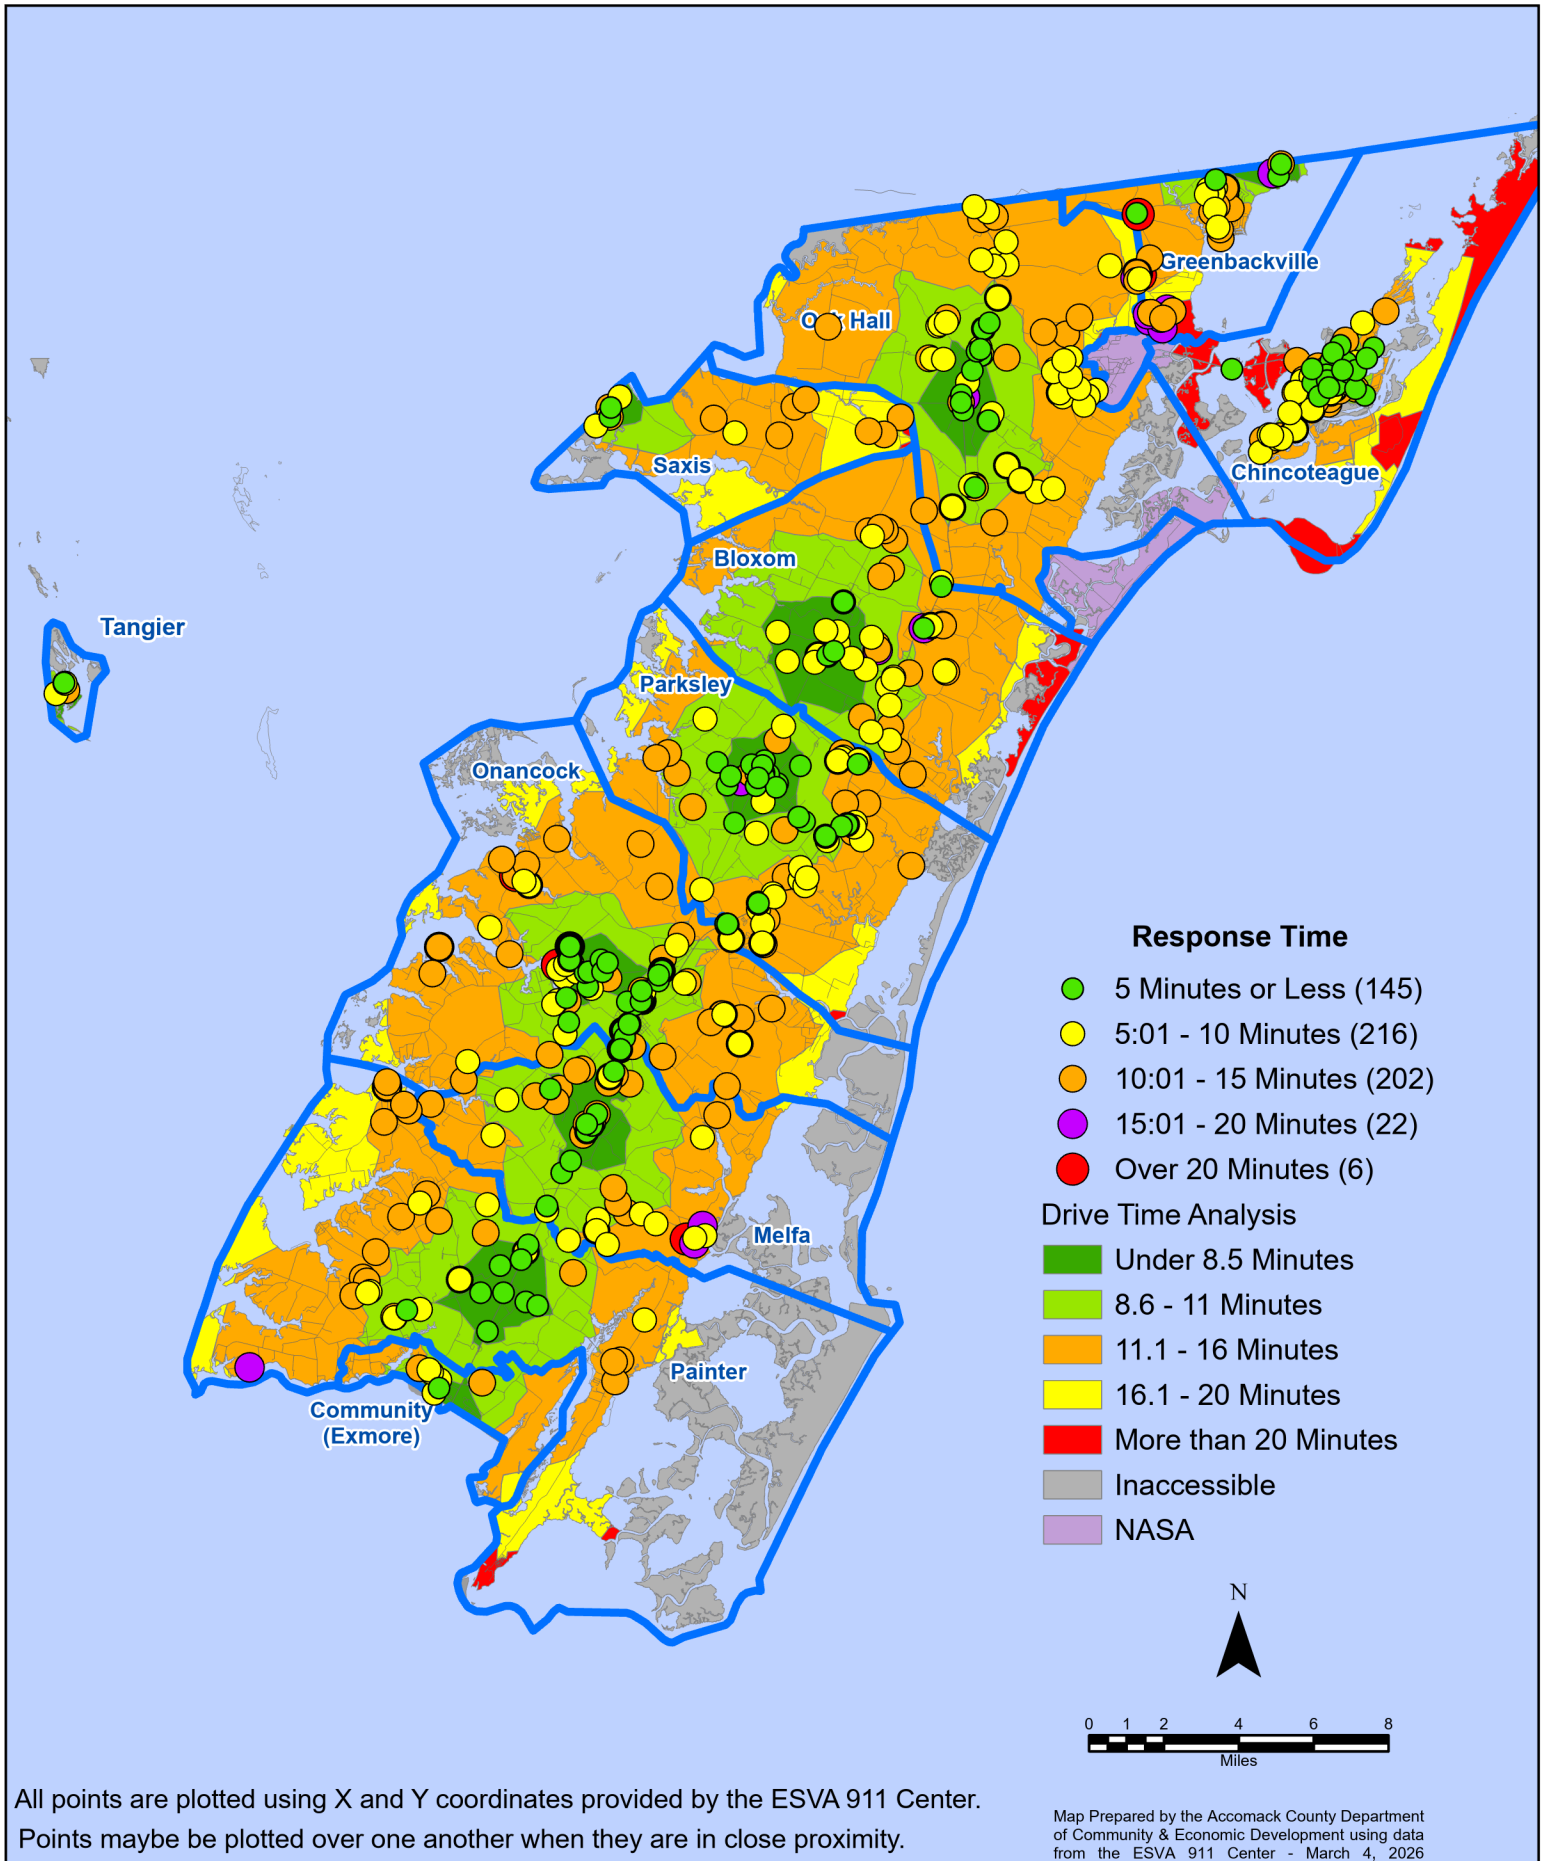 Greenbackville
Oak Hall
Saxis
Chincoteague
Bloxom
Tangier
Parksley
Onancock
Melfa
Painter
Community
(Exmore)
Response Time
5 Minutes or Less (145)
5:01 - 10 Minutes (216)
10:01 - 15 Minutes (202)
15:01 - 20 Minutes (22)
Over 20 Minutes (6)
Drive Time Analysis
Under 8.5 Minutes
8.6 - 11 Minutes
11.1 - 16 Minutes
16.1 - 20 Minutes
More than 20 Minutes
Inaccessible
NASA
N
0 1 2 4 6 8
Miles
All points are plotted using X and Y coordinates provided by the ESVA 911 Center.
Points maybe be plotted over one another when they are in close proximity.
Map Prepared by the Accomack County Department
of Community & Economic Development using data
from the ESVA 911 Center - March 4, 2026